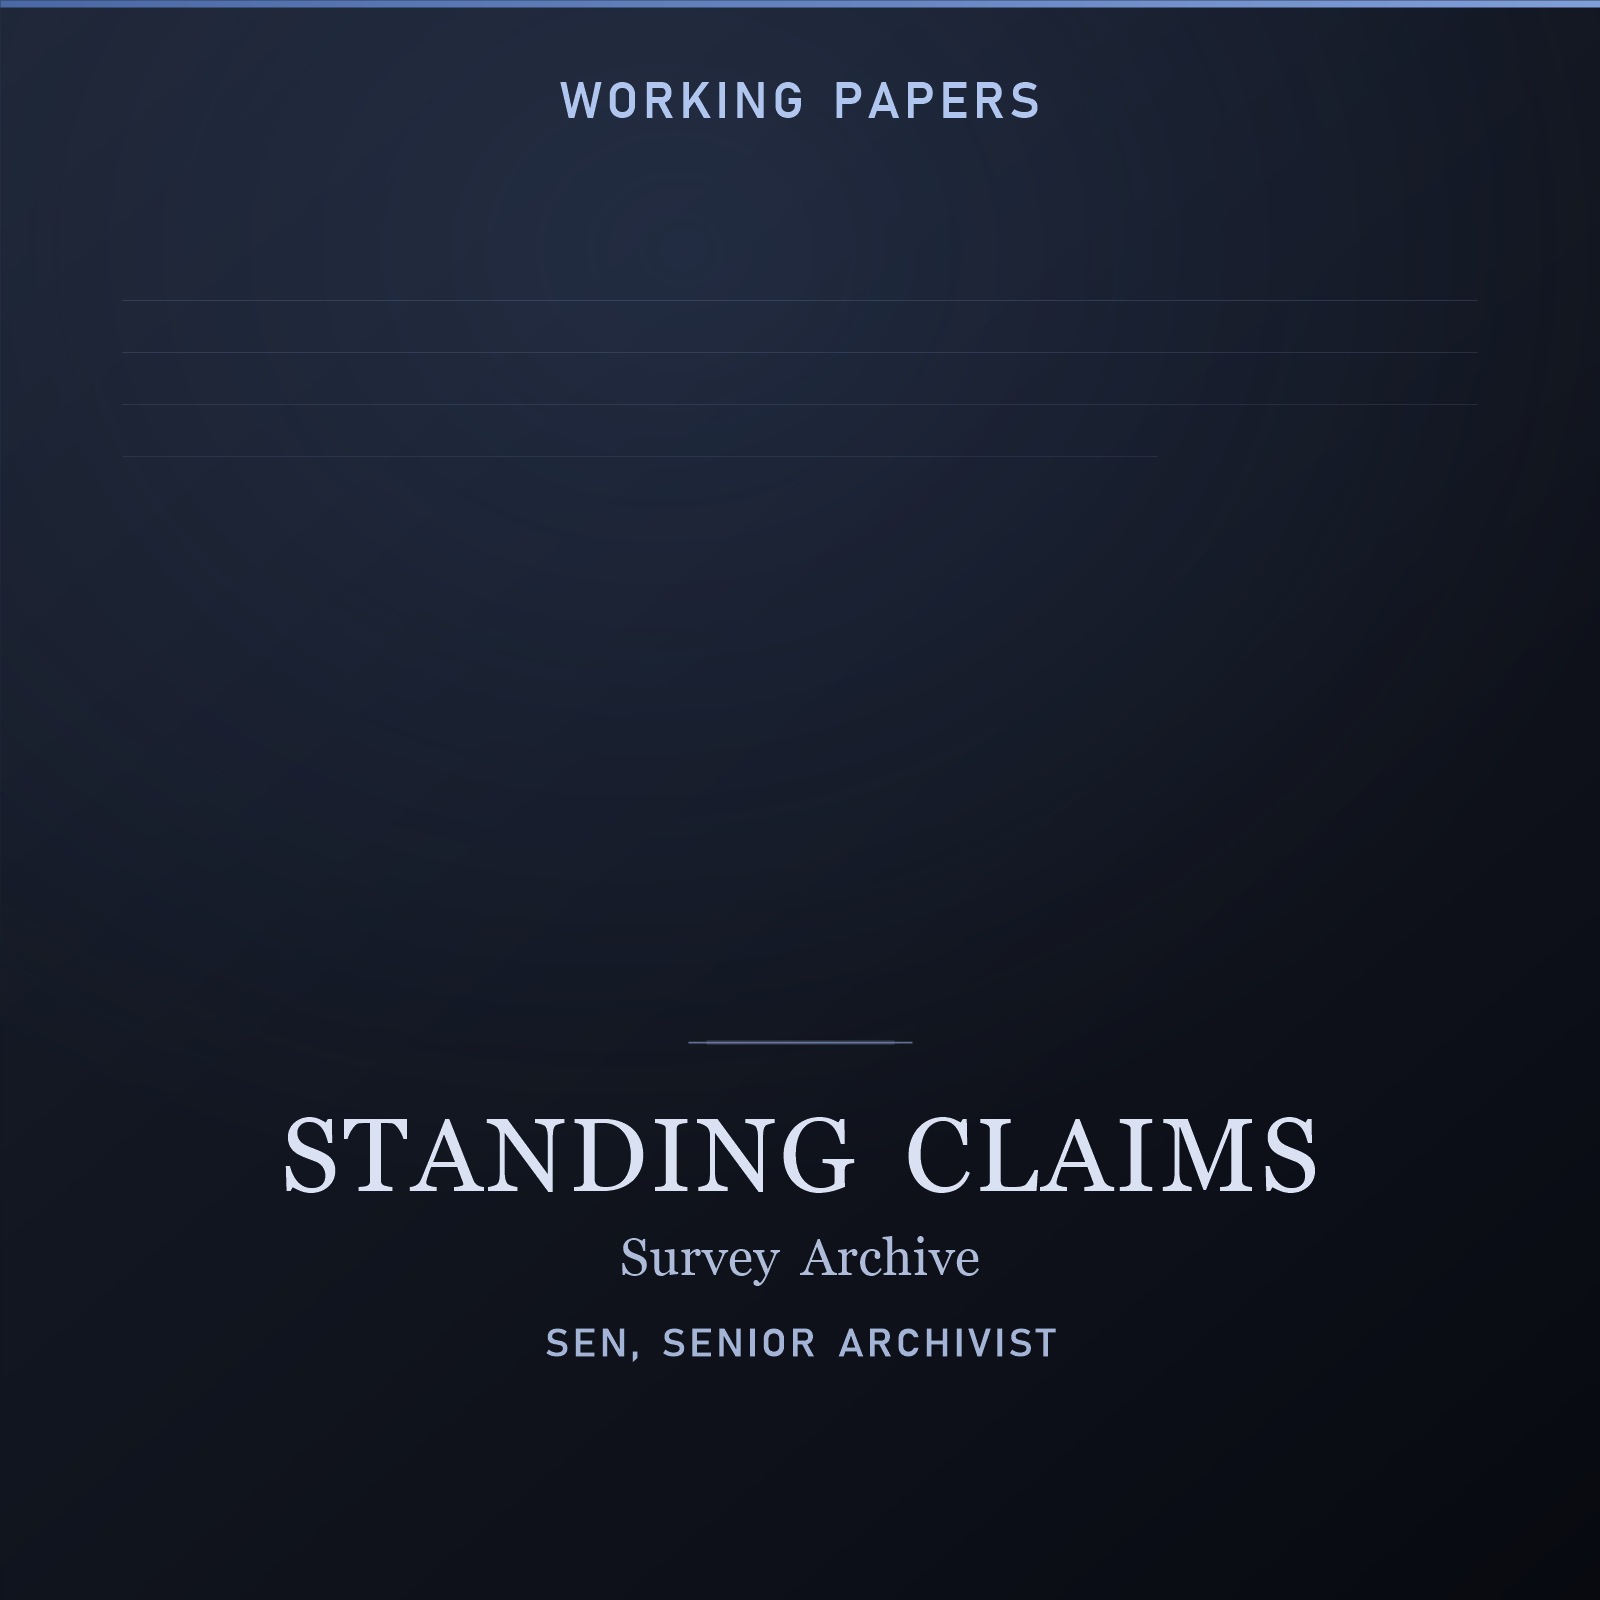 WORKING PAPERS
STANDING CLAIMS
Survey Archive
SEN, SENIOR ARCHIVIST